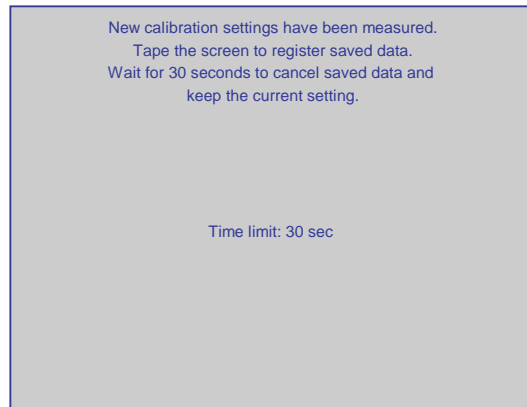 New calibration settings have been measured.
Tape the screen to register saved data.
Wait for 30 seconds to cancel saved data and
keep the current setting.
Time limit: 30 sec